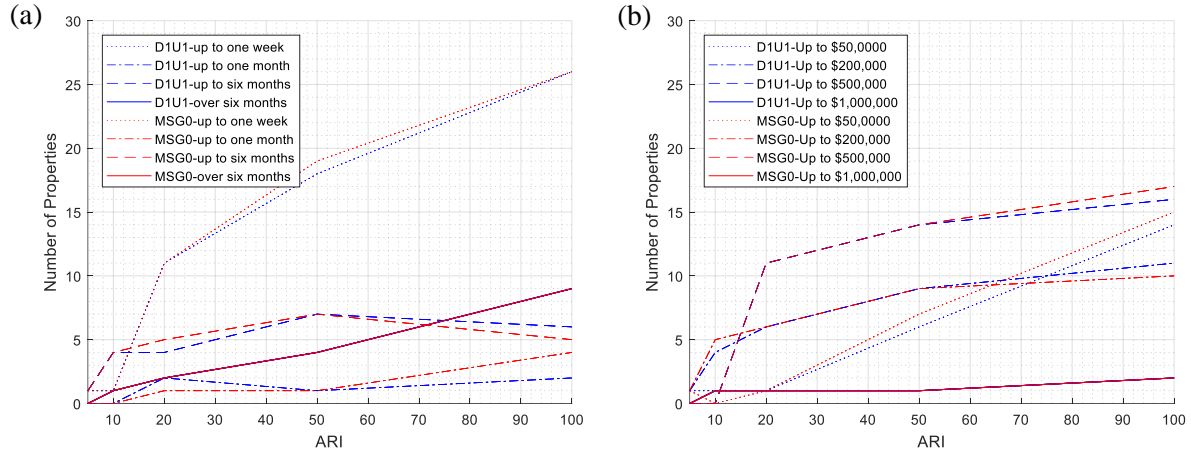 (a)
30
25
20
15
10
5
0
Number of Properties
D1U1-up to one week
D1U1-up to one month
D1U1-up to six months
D1U1-over six months
MSG0-up to one week
MSG0-up to one month
MSG0-up to six months
MSG0-over six months
10 20 30 40 50 60 70 80 90 100
ARI
(b)
30
25
20
15
10
5
0
Number of Properties
D1U1-Up to $50,0000
D1U1-Up to $200,000
D1U1-Up to $500,000
D1U1-Up to $1,000,000
MSG0-Up to $50,0000
MSG0-Up to $200,000
MSG0-Up to $500,000
MSG0-Up to $1,000,000
10 20 30 40 50 60 70 80 90 100
ARI